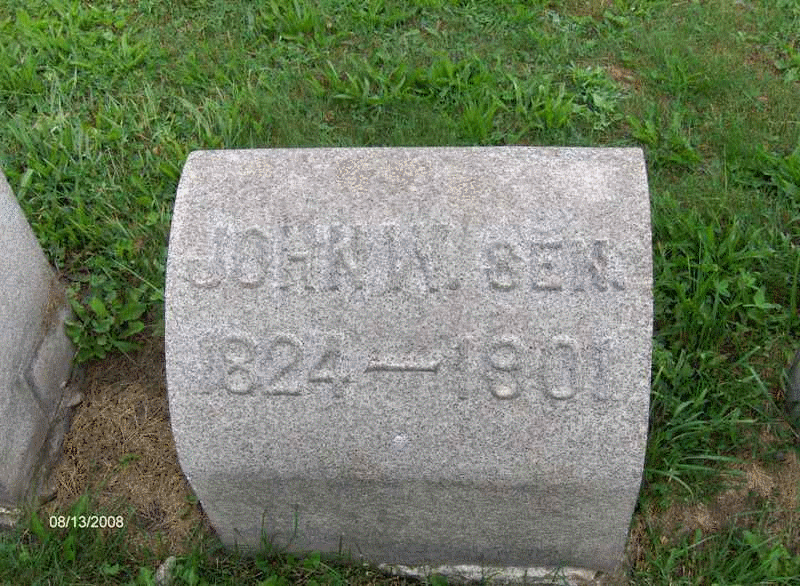 JOHN W. SEN.
1824 — 1901
08/13/2008